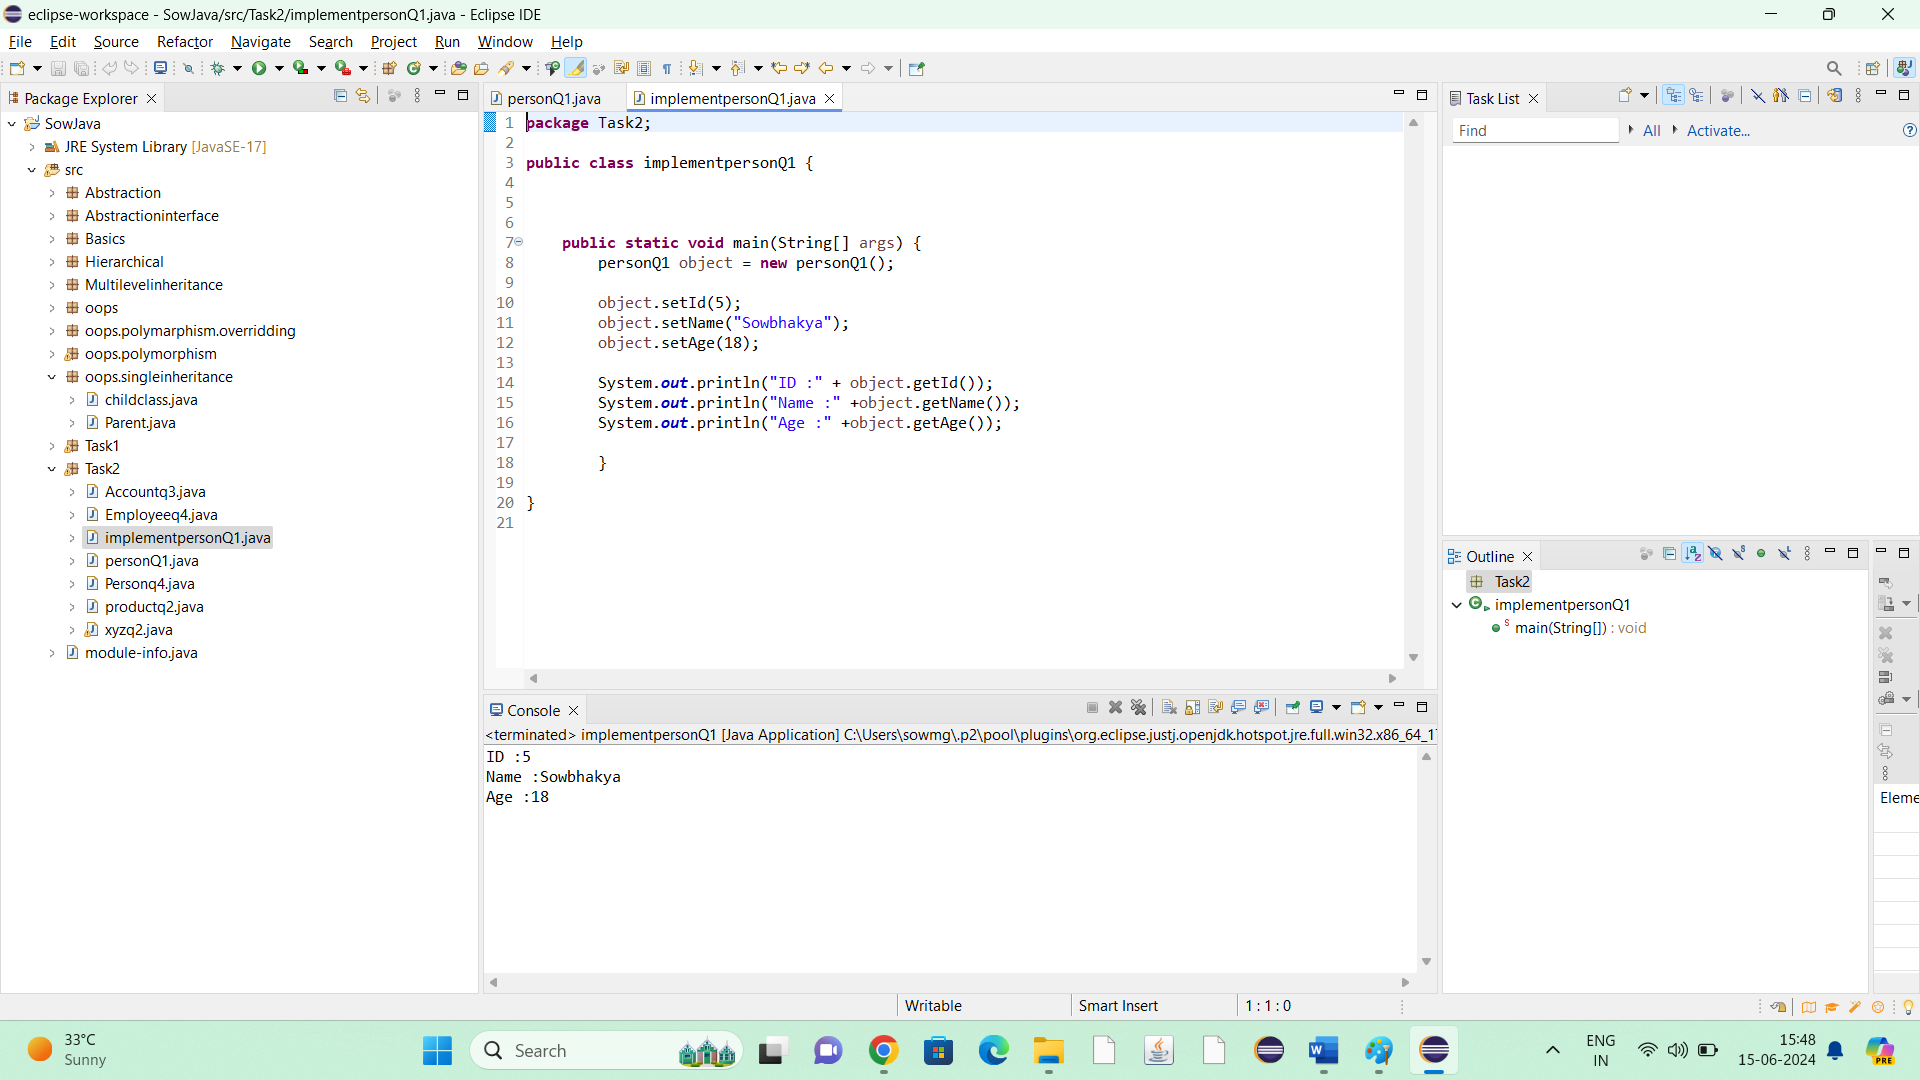 eclipse-workspace - SowJava/src/Task2/implementpersonQ1.java - Eclipse IDE
File Edit Source Refactor Navigate Search Project Run Window Help
Package Explorer
SowJava
JRE System Library [JavaSE-17]
src
Abstraction
Abstractioninterface
Basics
Hierarchical
Multilevelinheritance
oops
oops.polymarphism.overridding
oops.polymorphism
oops.singleinheritance
childclass.java
Parent.java
Task1
Task2
Accountq3.java
Employeeq4.java
implementpersonQ1.java
personQ1.java
Personq4.java
productq2.java
xyzq2.java
module-info.java
personQ1.java implementpersonQ1.java
1 package Task2;
2
3 public class implementpersonQ1 {
4
5
6
7 public static void main(String[] args) {
8 personQ1 object = new personQ1();
9
10 object.setId(5);
11 object.setName("Sowbhakya");
12 object.setAge(18);
13
14 System.out.println("ID :" + object.getId());
15 System.out.println("Name :" +object.getName());
16 System.out.println("Age :" +object.getAge());
17
18 }
19
20 }
21
Console
<terminated> implementpersonQ1 [Java Application] C:\Users\sowmg\.p2\pool\plugins\org.eclipse.justj.openjdk.hotspot.jre.full.win32.x86_64_1
ID :5
Name :Sowbhakya
Age :18
Task List
Find All Activate...
Outline
Task2
implementpersonQ1
main(String[]) : void
Eleme
Writable Smart Insert 1 : 1 : 0
33°C
Sunny
Search
ENG
IN
15:48
15-06-2024
PRE